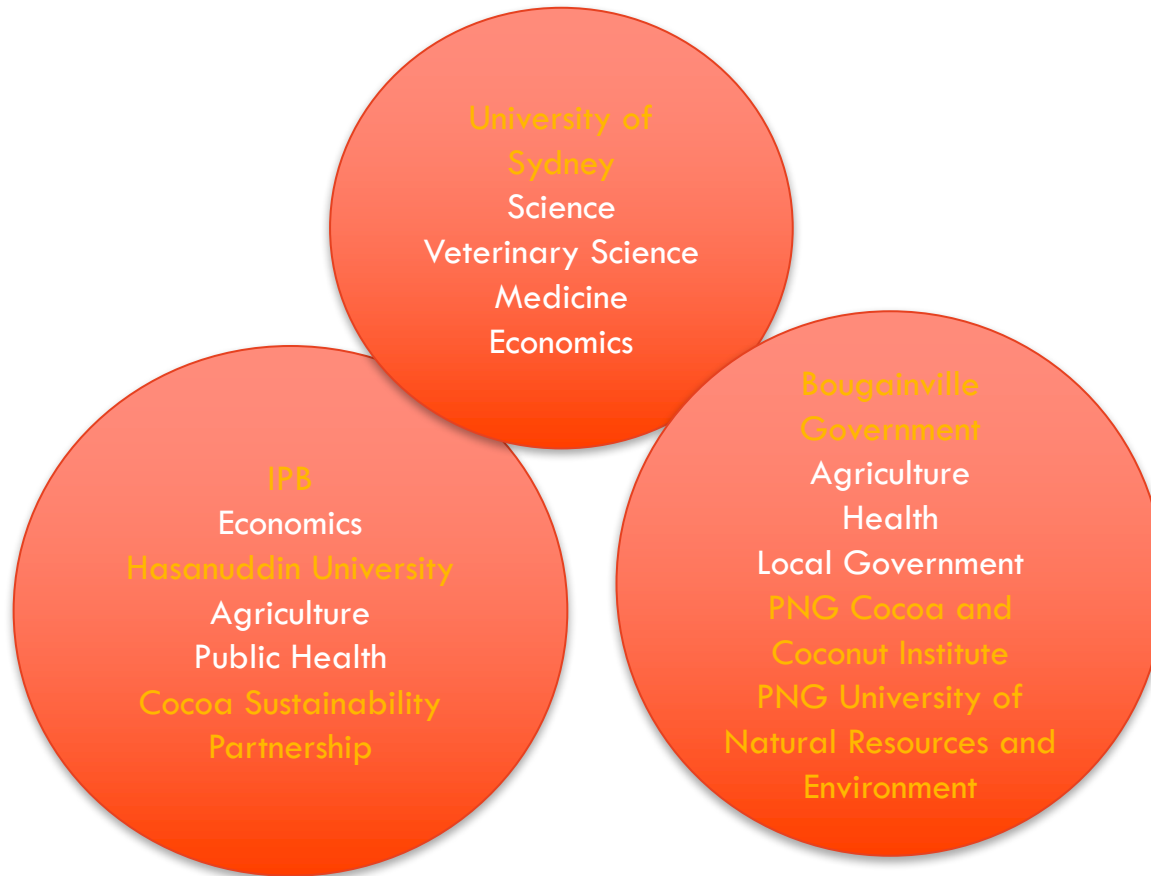 University of
Sydney
Science
Veterinary Science
Medicine
Economics
IPB
Economics
Hasanuddin University
Agriculture
Public Health
Cocoa Sustainability
Partnership
Bougainville
Government
Agriculture
Health
Local Government
PNG Cocoa and
Coconut Institute
PNG University of
Natural Resources and
Environment